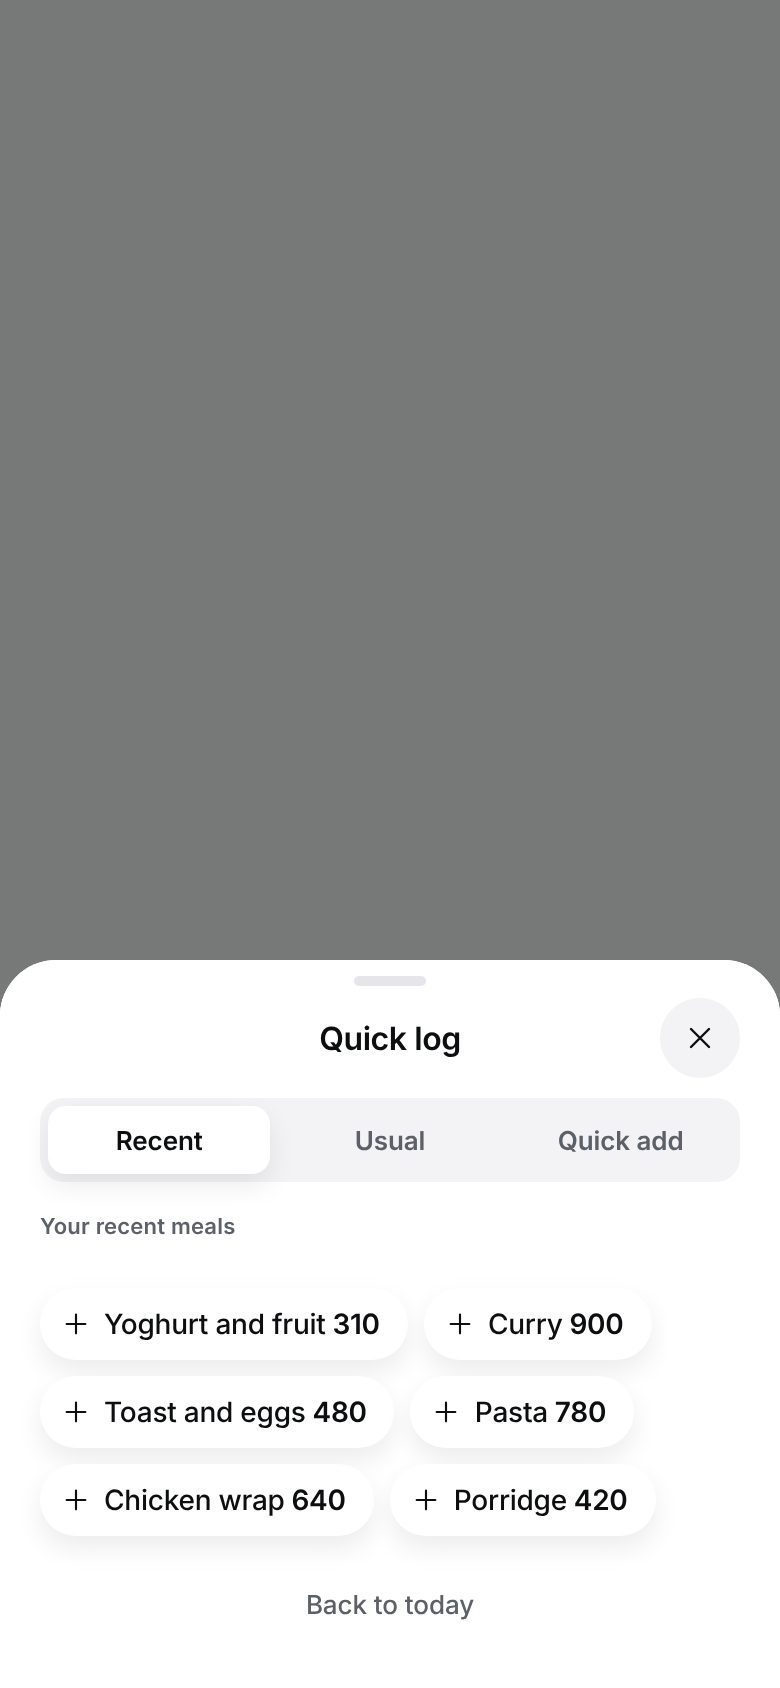 Quick log
Recent Usual Quick add
Your recent meals
Yoghurt and fruit 310 Curry 900
Toast and eggs 480 Pasta 780
Chicken wrap 640 Porridge 420
Back to today